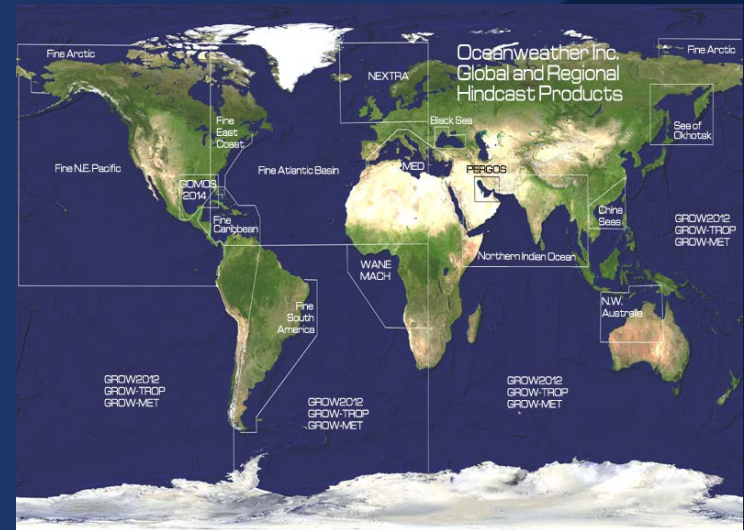 Oceanweather Inc.
Global and Regional
Hindcast Products
Fine Arctic
Fine Arctic
NEXTRA
Black Sea
Sea of
Okhotsk
Fine
East
Coast
Fine N.E. Pacific
Fine Atlantic Basin
MED
PERGOS
GOMOS
2014
Fine
Caribbean
China
Seas
GROW2012
GROW-TROP
GROW-MET
WANE
MACH
Northern Indian Ocean
Fine
South
America
N.W.
Australia
GROW2012
GROW-TROP
GROW-MET
GROW2012
GROW-TROP
GROW-MET
GROW2012
GROW-TROP
GROW-MET